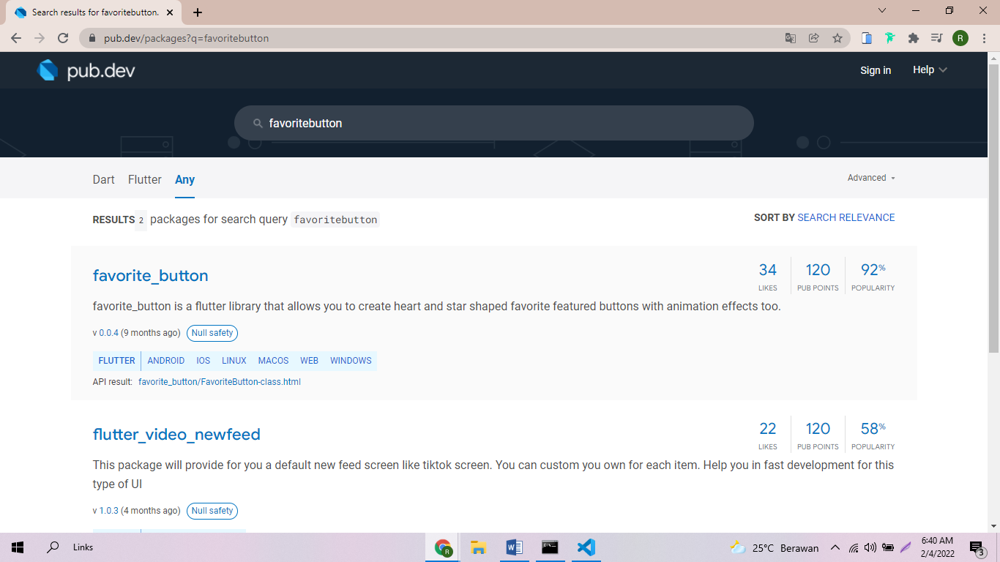 Search results for favoritebutton.
pub.dev/packages?q=favoritebutton
R
pub.dev
Sign in
Help
favoritebutton
Dart Flutter Any
Advanced
RESULTS 2 packages for search query favoritebutton
SORT BY SEARCH RELEVANCE
favorite_button
34 120 92%
LIKES PUB POINTS POPULARITY
favorite_button is a flutter library that allows you to create heart and star shaped favorite featured buttons with animation effects too.
v 0.0.4 (9 months ago) Null safety
FLUTTER ANDROID IOS LINUX MACOS WEB WINDOWS
API result: favorite_button/FavoriteButton-class.html
flutter_video_newfeed
22 120 58%
LIKES PUB POINTS POPULARITY
This package will provide for you a default new feed screen like tiktok screen. You can custom you own for each item. Help you in fast development for this
type of UI
v 1.0.3 (4 months ago) Null safety
Links
R
W
C:\_
25°C Berawan
6:40 AM
2/4/2022
3